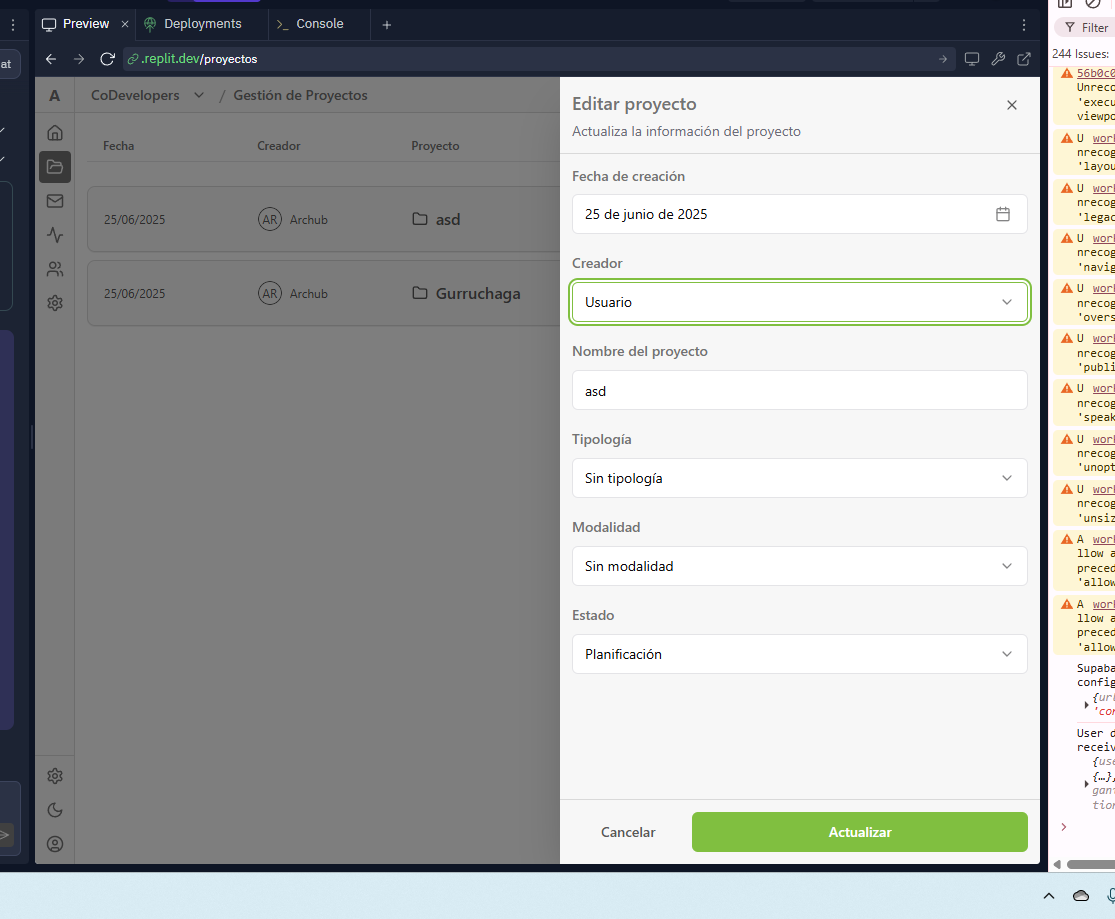 Preview
Deployments
Console
at
.replit.dev/proyectos
A
CoDevelopers / Gestión de Proyectos
Fecha Creador Proyecto
25/06/2025 AR Archub asd
25/06/2025 AR Archub Gurruchaga
Editar proyecto
Actualiza la información del proyecto
Fecha de creación
25 de junio de 2025
Creador
Usuario
Nombre del proyecto
asd
Tipología
Sin tipología
Modalidad
Sin modalidad
Estado
Planificación
Cancelar
Actualizar
Filter
244 Issues:
56b0c0
Unreco
'execu
viewpo
U work
nrecog
'layou
U work
nrecog
'legac
U work
nrecog
'navig
U work
nrecog
'overs
U work
nrecog
'publi
U work
nrecog
'speak
U work
nrecog
'unopt
U work
nrecog
'unsiz
A work
llow a
preced
'allow
A work
llow a
preced
'allow
Supaba
config
{url
'con
User d
receiv
{use
{…},
gani
tion